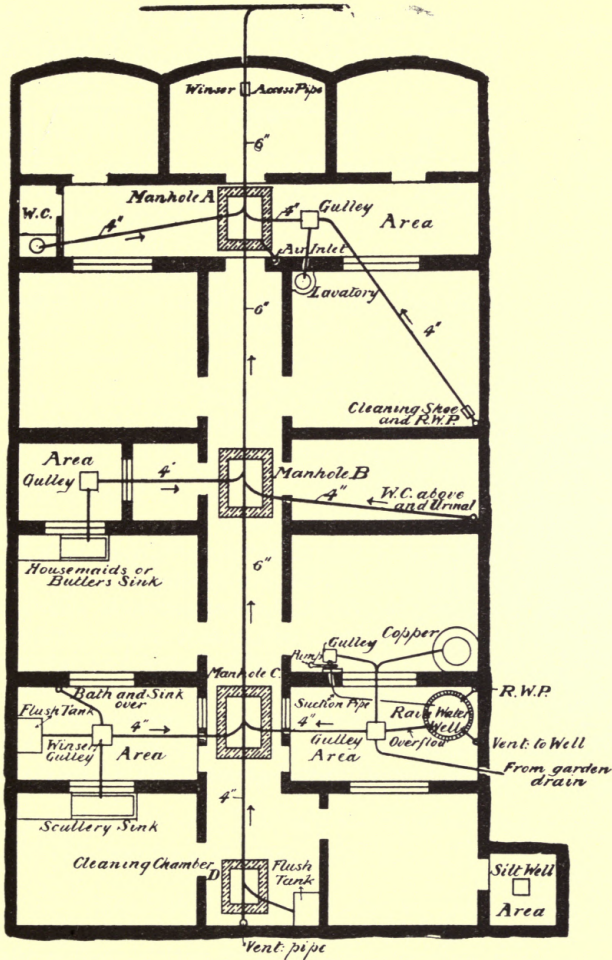 Winser Access Pipe
6"
Manhole A
W.C.
4"
4"
Gulley
Area
Air Inlet
Lavatory
6"
4"
Cleaning Shoe
and R.W.P.
Area
Gulley
4"
Manhole B
4"
W.C. above
and Urinal
Housemaids or
Butlers Sink
6"
Gulley
Copper
Pump
Manhole C.
Bath and Sink
over
Flush Tank
4"
Winser
Gulley
Area
Suction Pipe
4"
Rain Water
Well
R.W.P.
Gulley
Area
Overflow
Vent: to Well
From garden
drain
Scullery Sink
4"
Cleaning Chamber
D
Flush
Tank
Silt Well
Area
Vent: pipe